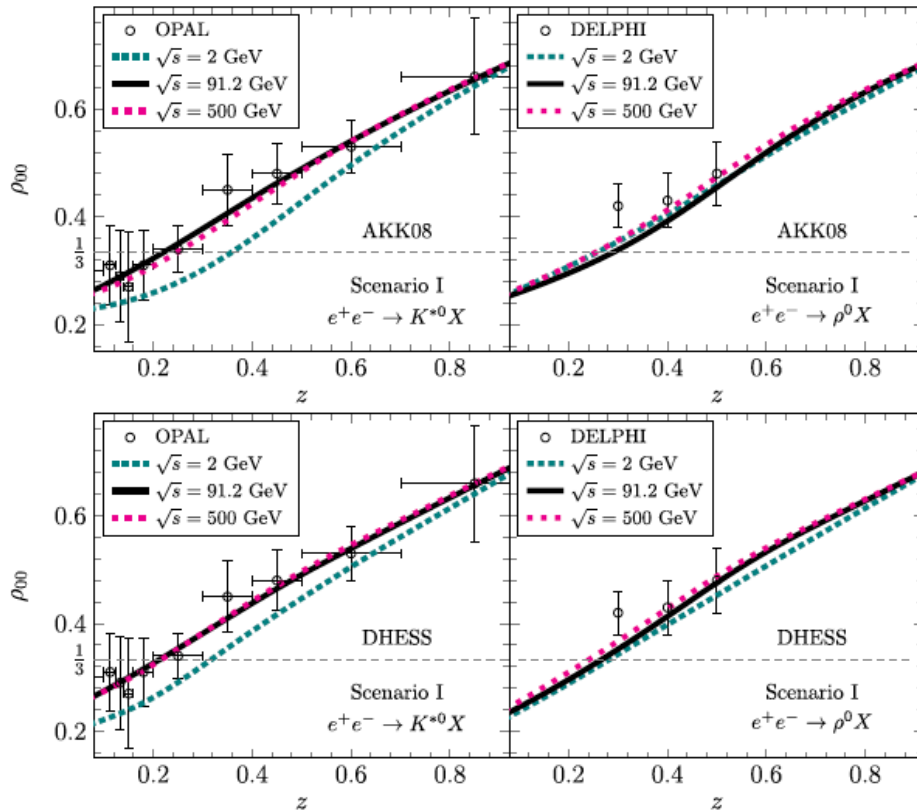 OPAL
√s = 2 GeV
√s = 91.2 GeV
√s = 500 GeV
DELPHI
√s = 2 GeV
√s = 91.2 GeV
√s = 500 GeV
0.6
ρ00
0.4
1/3
0.2
AKK08
Scenario I
e⁺e⁻ → K*⁰X
AKK08
Scenario I
e⁺e⁻ → ρ⁰X
0.2 0.4 0.6 0.8
0.2 0.4 0.6 0.8
z
z
OPAL
√s = 2 GeV
√s = 91.2 GeV
√s = 500 GeV
DELPHI
√s = 2 GeV
√s = 91.2 GeV
√s = 500 GeV
0.6
ρ00
0.4
1/3
0.2
DHESS
Scenario I
e⁺e⁻ → K*⁰X
DHESS
Scenario I
e⁺e⁻ → ρ⁰X
0.2 0.4 0.6 0.8
0.2 0.4 0.6 0.8
z
z